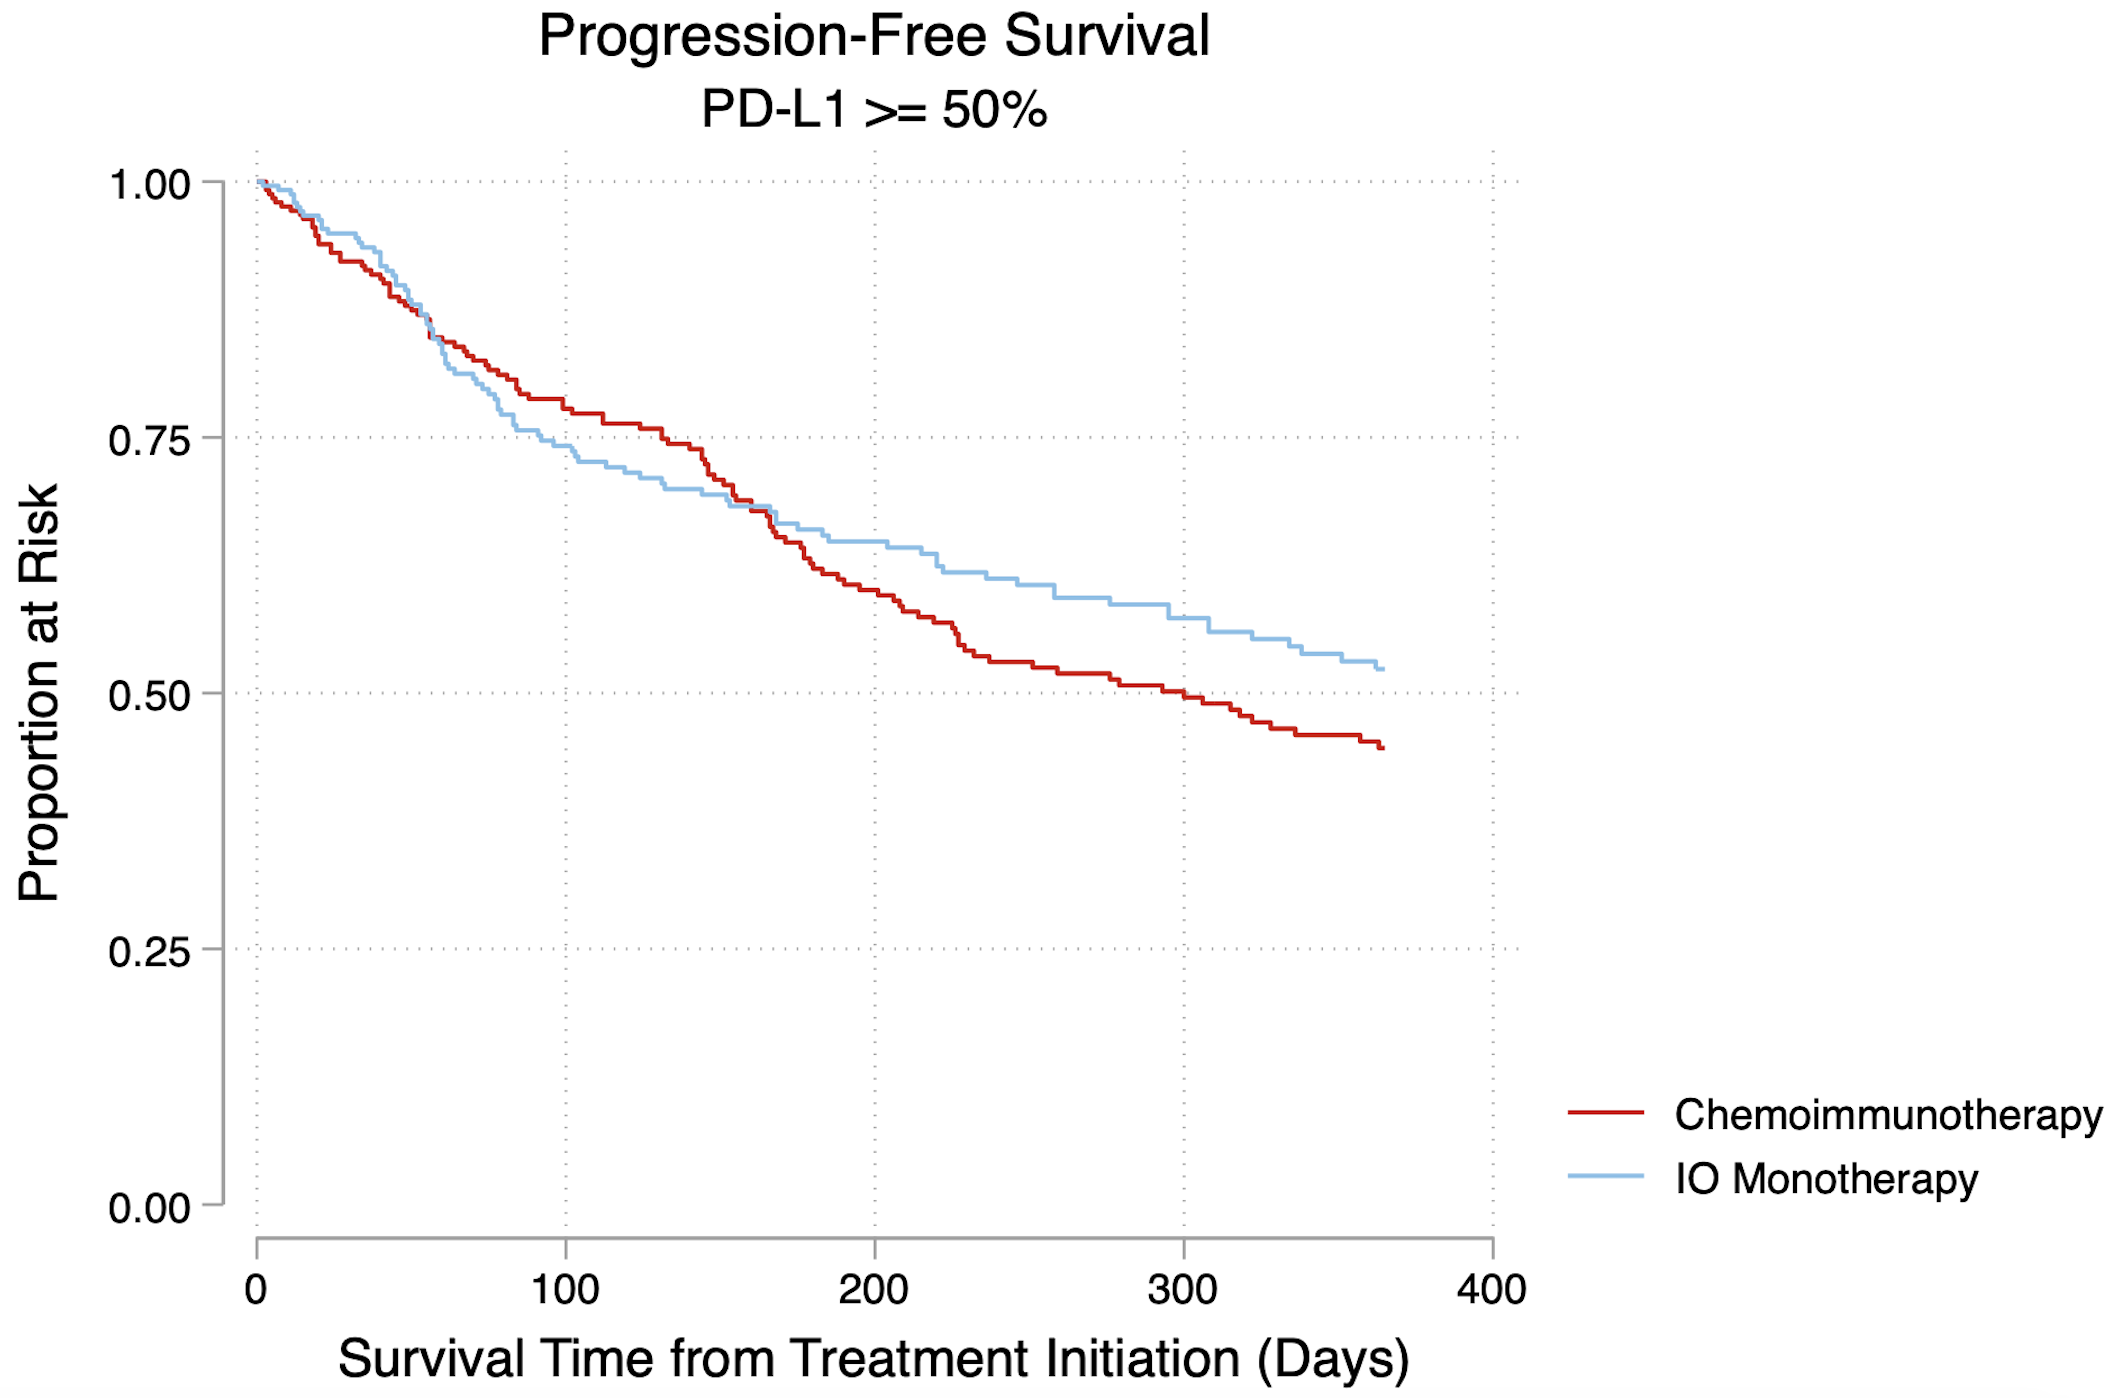 Progression-Free Survival
PD-L1 >= 50%
Proportion at Risk
1.00
0.75
0.50
0.25
0.00
0 100 200 300 400
Survival Time from Treatment Initiation (Days)
Chemoimmunotherapy
IO Monotherapy